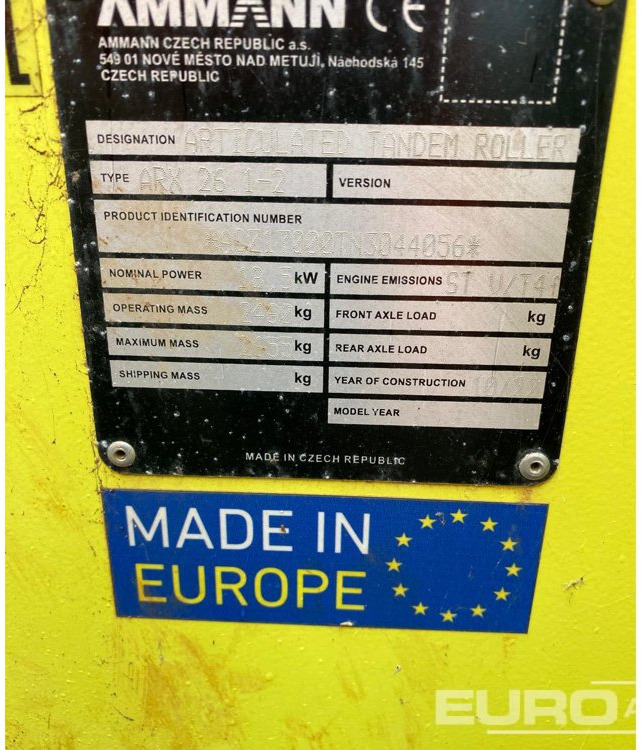 AMMANN CE
AMMANN CZECH REPUBLIC a.s.
549 01 NOVÉ MĚSTO NAD METUJÍ, Náchodská 145
CZECH REPUBLIC
DESIGNATION ARTICULATED TANDEM ROLLER
TYPE ARX 26 1-2 VERSION
PRODUCT IDENTIFICATION NUMBER
NOMINAL POWER kW ENGINE EMISSIONS ST V/T4f
OPERATING MASS kg FRONT AXLE LOAD kg
MAXIMUM MASS kg REAR AXLE LOAD kg
SHIPPING MASS kg YEAR OF CONSTRUCTION
MODEL YEAR
MADE IN CZECH REPUBLIC
MADE IN
EUROPE
EURO